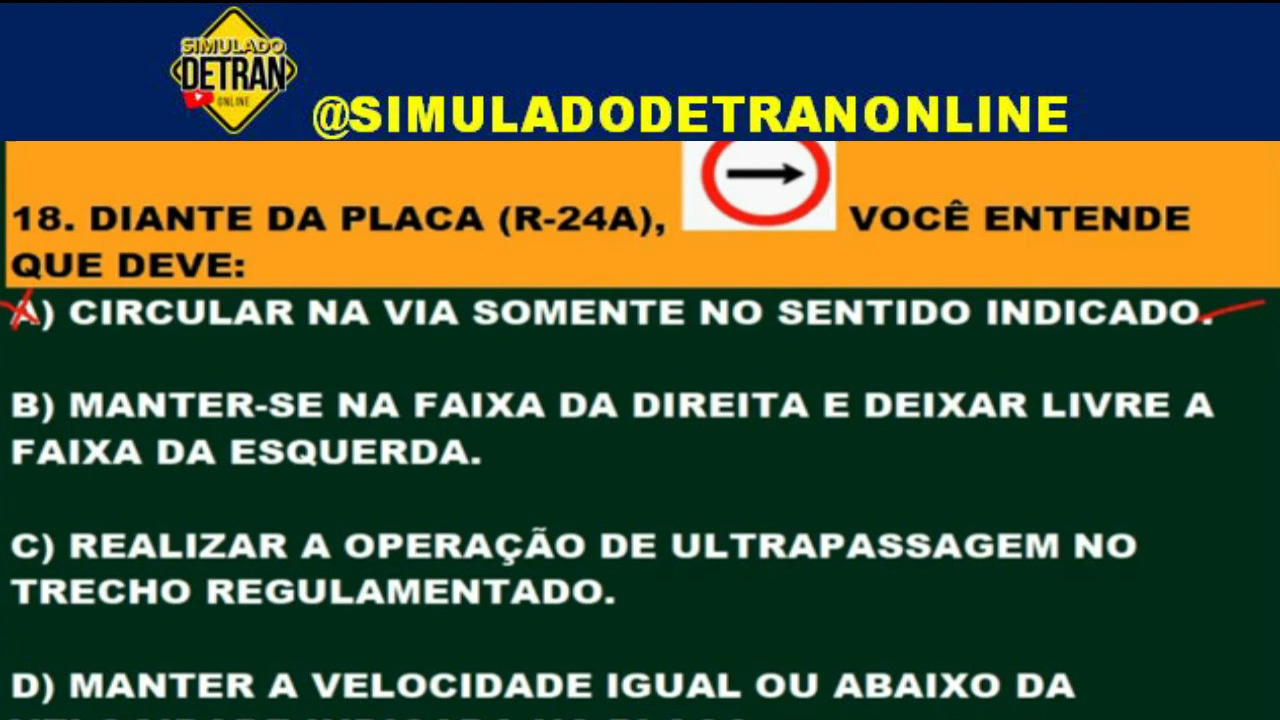 SIMULADO
DETRAN
ONLINE
@SIMULADODETRANONLINE
18. DIANTE DA PLACA (R-24A), VOCÊ ENTENDE
QUE DEVE:
A) CIRCULAR NA VIA SOMENTE NO SENTIDO INDICADO.
B) MANTER-SE NA FAIXA DA DIREITA E DEIXAR LIVRE A
FAIXA DA ESQUERDA.
C) REALIZAR A OPERAÇÃO DE ULTRAPASSAGEM NO
TRECHO REGULAMENTADO.
D) MANTER A VELOCIDADE IGUAL OU ABAIXO DA